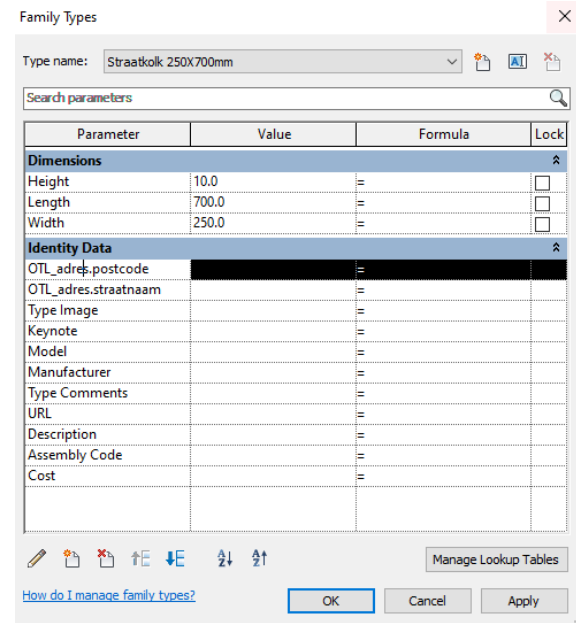 Family Types
Type name: Straatkolk 250X700mm
Search parameters
Parameter Value Formula Lock
Dimensions
Height 10.0 =
Length 700.0 =
Width 250.0 =
Identity Data
OTL_adres.postcode =
OTL_adres.straatnaam =
Type Image =
Keynote =
Model =
Manufacturer =
Type Comments =
URL =
Description =
Assembly Code =
Cost =
Manage Lookup Tables
How do I manage family types?
OK Cancel Apply